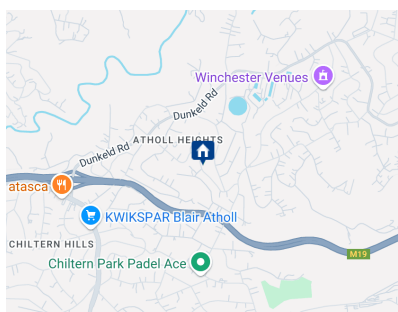 Winchester Venues
Dunkeld Rd
ATHOLL HEIGHTS
Dunkeld Rd
atasca
KWIKSPAR Blair Atholl
CHILTERN HILLS
M19
Chiltern Park Padel Ace